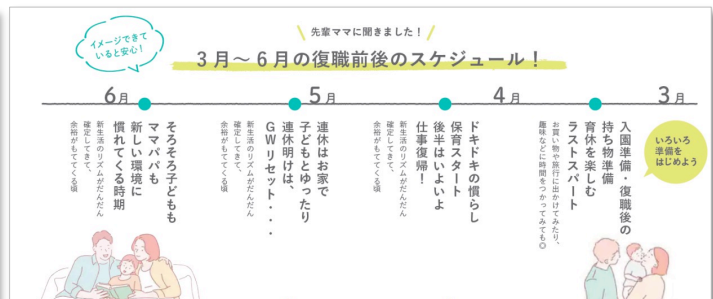 イメージできて
いると安心！
先輩ママに聞きました！
3月～6月の復職前後のスケジュール！
3月
いろいろ
準備を
はじめよう
入園準備・復職後の
持ち物準備
育休を楽しむ
ラストスパート
お買い物や旅行に出かけてみたり、
趣味などに時間をつかってみても◎
4月
ドキドキの慣らし
保育スタート
後半はいよいよ
仕事復帰！
新生活のリズムがだんだん
確定してきて、
余裕がもててくる頃
5月
連休はお家で
子どもとゆったり
連休明けは、
GWリセット・・・
新生活のリズムがだんだん
確定してきて、
余裕がもててくる頃
6月
そろそろ子どもも
ママパパも
新しい環境に
慣れてくる時期
新生活のリズムがだんだん
確定してきて、
余裕がもててくる頃